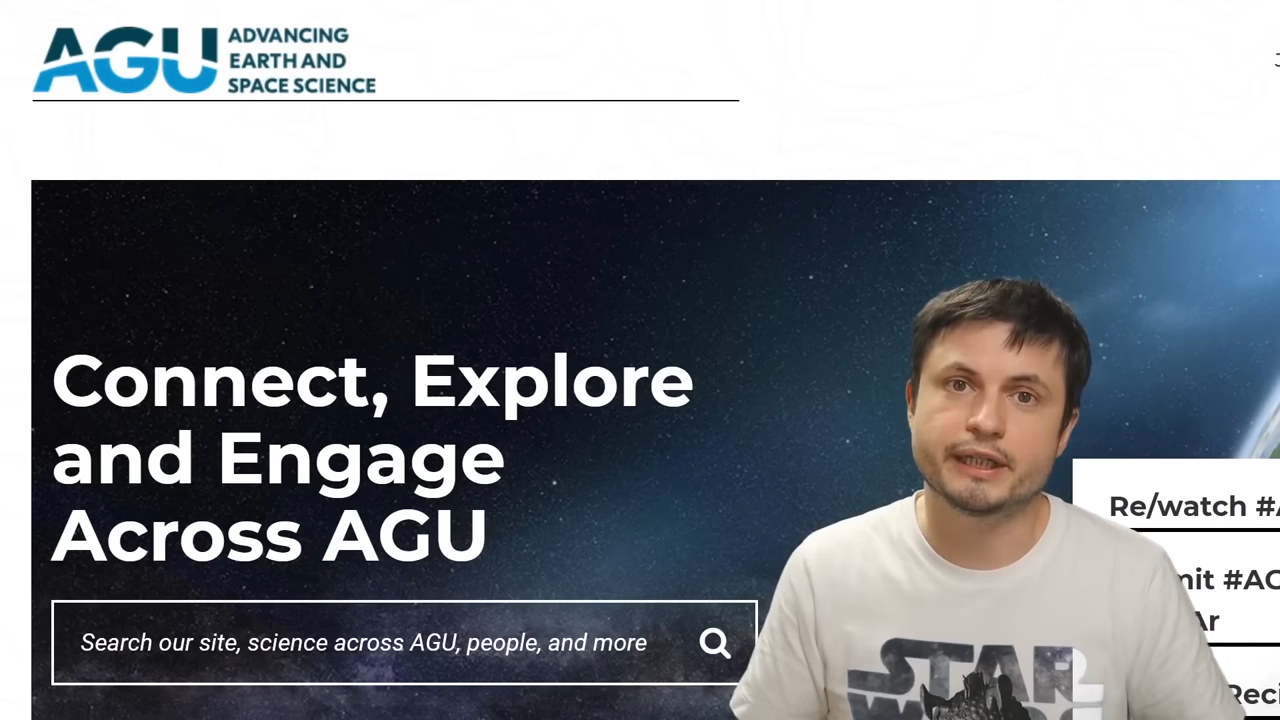 AGU ADVANCING
EARTH AND
SPACE SCIENCE
Connect, Explore
and Engage
Across AGU
Search our site, science across AGU, people, and more
Re/watch
STAR
WARS